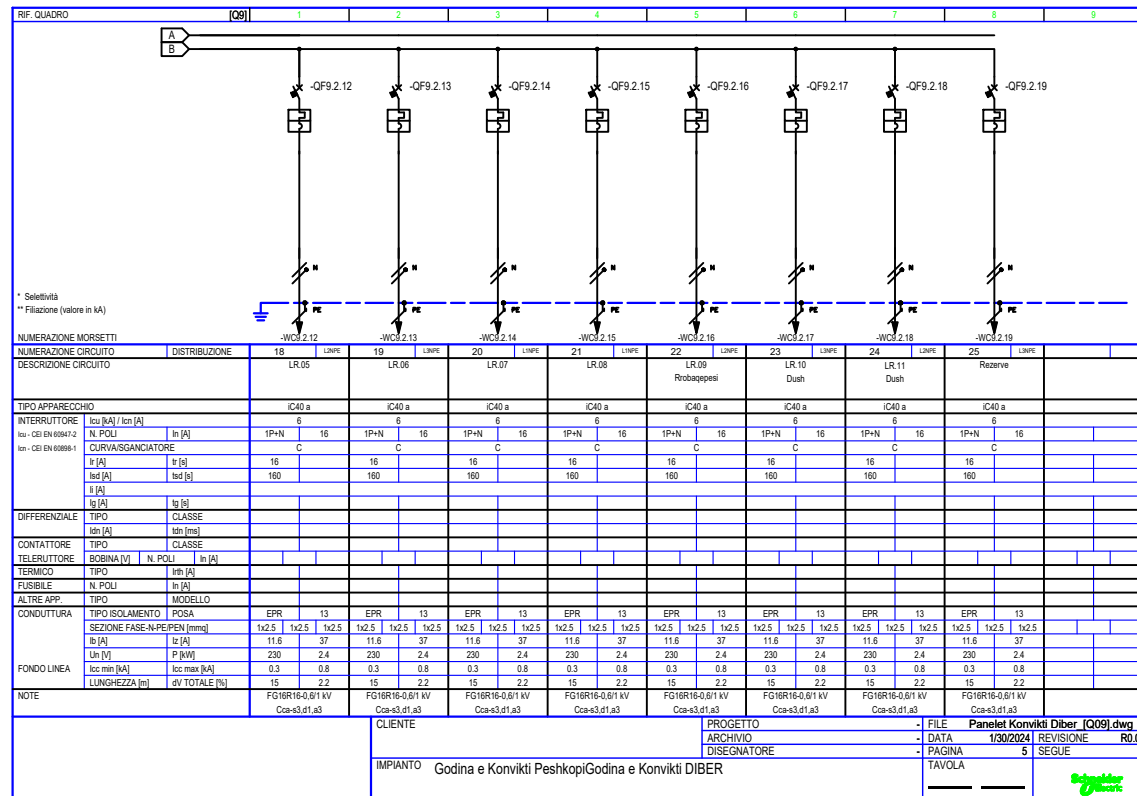 RIF. QUADRO [Q9] 1 2 3 4 5 6 7 8 9
A
B
-QF9.2.12 -QF9.2.13 -QF9.2.14 -QF9.2.15 -QF9.2.16 -QF9.2.17 -QF9.2.18 -QF9.2.19
N N N N N N N N
* Selettività
** Filiazione (valore in kA)
PE PE PE PE PE PE PE PE
NUMERAZIONE MORSETTI -WC9.2.12 -WC9.2.13 -WC9.2.14 -WC9.2.15 -WC9.2.16 -WC9.2.17 -WC9.2.18 -WC9.2.19
NUMERAZIONE CIRCUITO DISTRIBUZIONE 18 L2NPE 19 L3NPE 20 L1NPE 21 L1NPE 22 L2NPE 23 L3NPE 24 L2NPE 25 L3NPE
DESCRIZIONE CIRCUITO LR.05 LR.06 LR.07 LR.08 LR.09 LR.10 LR.11 Rezerve
Rrobaqepesi Dush Dush
TIPO APPARECCHIO iC40 a iC40 a iC40 a iC40 a iC40 a iC40 a iC40 a iC40 a
INTERRUTTORE Icu [kA] / Icn [A] 6 6 6 6 6 6 6 6
Icu - CEI EN 60947-2 N. POLI In [A] 1P+N 16 1P+N 16 1P+N 16 1P+N 16 1P+N 16 1P+N 16 1P+N 16 1P+N 16
Icn - CEI EN 60898-1 CURVA/SGANCIATORE C C C C C C C C
Ir [A] tr [s] 16 16 16 16 16 16 16 16
Isd [A] tsd [s] 160 160 160 160 160 160 160 160
Ii [A]
Ig [A] tg [s]
DIFFERENZIALE TIPO CLASSE
Idn [A] tdn [ms]
CONTATTORE TIPO CLASSE
TELERUTTORE BOBINA [V] N. POLI In [A]
TERMICO TIPO Irth [A]
FUSIBILE N. POLI In [A]
ALTRE APP. TIPO MODELLO
CONDUTTURA TIPO ISOLAMENTO POSA EPR 13 EPR 13 EPR 13 EPR 13 EPR 13 EPR 13 EPR 13 EPR 13
SEZIONE FASE-N-PE/PEN [mmq] 1x2.5 1x2.5 1x2.5 1x2.5 1x2.5 1x2.5 1x2.5 1x2.5 1x2.5 1x2.5 1x2.5 1x2.5 1x2.5 1x2.5 1x2.5 1x2.5 1x2.5 1x2.5 1x2.5 1x2.5 1x2.5 1x2.5 1x2.5 1x2.5
Ib [A] Iz [A] 11.6 37 11.6 37 11.6 37 11.6 37 11.6 37 11.6 37 11.6 37 11.6 37
Un [V] P [kW] 230 2.4 230 2.4 230 2.4 230 2.4 230 2.4 230 2.4 230 2.4 230 2.4
FONDO LINEA Icc min [kA] Icc max [kA] 0.3 0.8 0.3 0.8 0.3 0.8 0.3 0.8 0.3 0.8 0.3 0.8 0.3 0.8 0.3 0.8
LUNGHEZZA [m] dV TOTALE [%] 15 2.2 15 2.2 15 2.2 15 2.2 15 2.2 15 2.2 15 2.2 15 2.2
NOTE FG16R16-0,6/1 kV FG16R16-0,6/1 kV FG16R16-0,6/1 kV FG16R16-0,6/1 kV FG16R16-0,6/1 kV FG16R16-0,6/1 kV FG16R16-0,6/1 kV FG16R16-0,6/1 kV
Cca-s3,d1,a3 Cca-s3,d1,a3 Cca-s3,d1,a3 Cca-s3,d1,a3 Cca-s3,d1,a3 Cca-s3,d1,a3 Cca-s3,d1,a3 Cca-s3,d1,a3
CLIENTE PROGETTO - FILE Panelet Konvikti Diber_[Q09].dwg
ARCHIVIO - DATA 1/30/2024 REVISIONE R0.0
DISEGNATORE - PAGINA 5 SEGUE
IMPIANTO Godina e Konvikti PeshkopiGodina e Konvikti DIBER TAVOLA
Schneider Electric